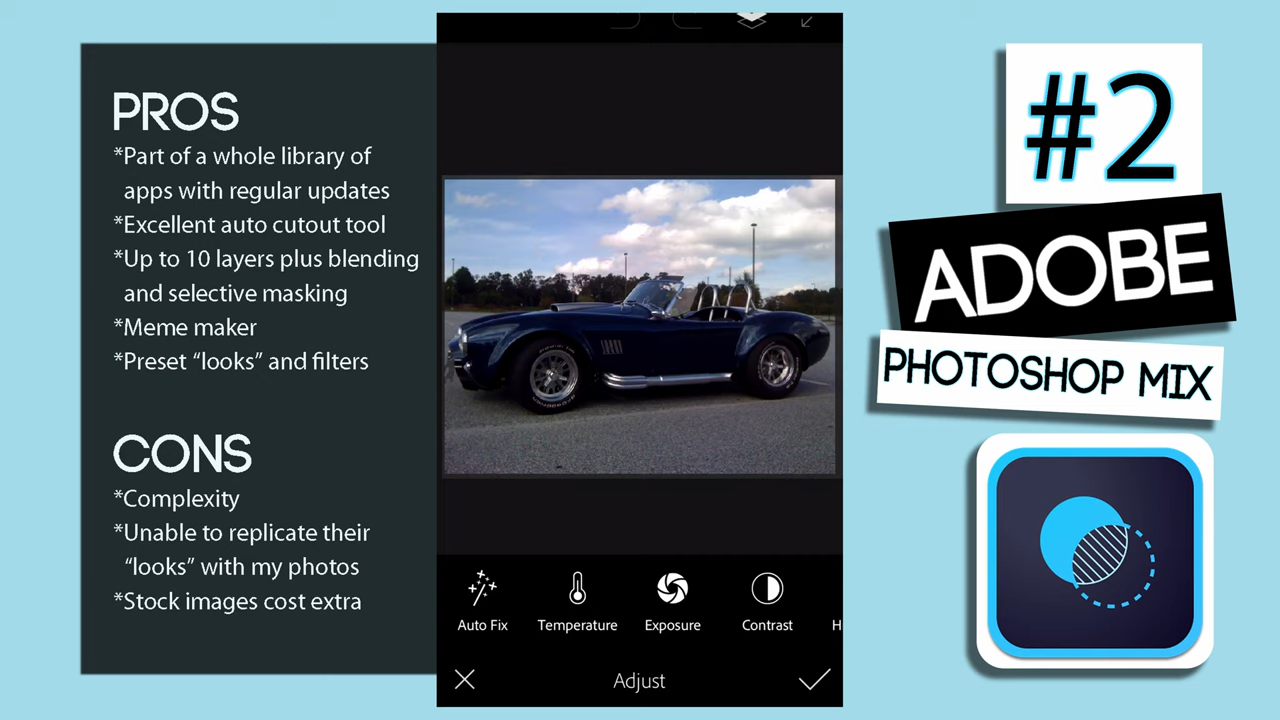 PROS
*Part of a whole library of
apps with regular updates
*Excellent auto cutout tool
*Up to 10 layers plus blending
and selective masking
*Meme maker
*Preset “looks” and filters
CONS
*Complexity
*Unable to replicate their
“looks” with my photos
*Stock images cost extra
Auto Fix
Temperature
Exposure
Contrast
H
Adjust
#2
ADOBE
PHOTOSHOP MIX